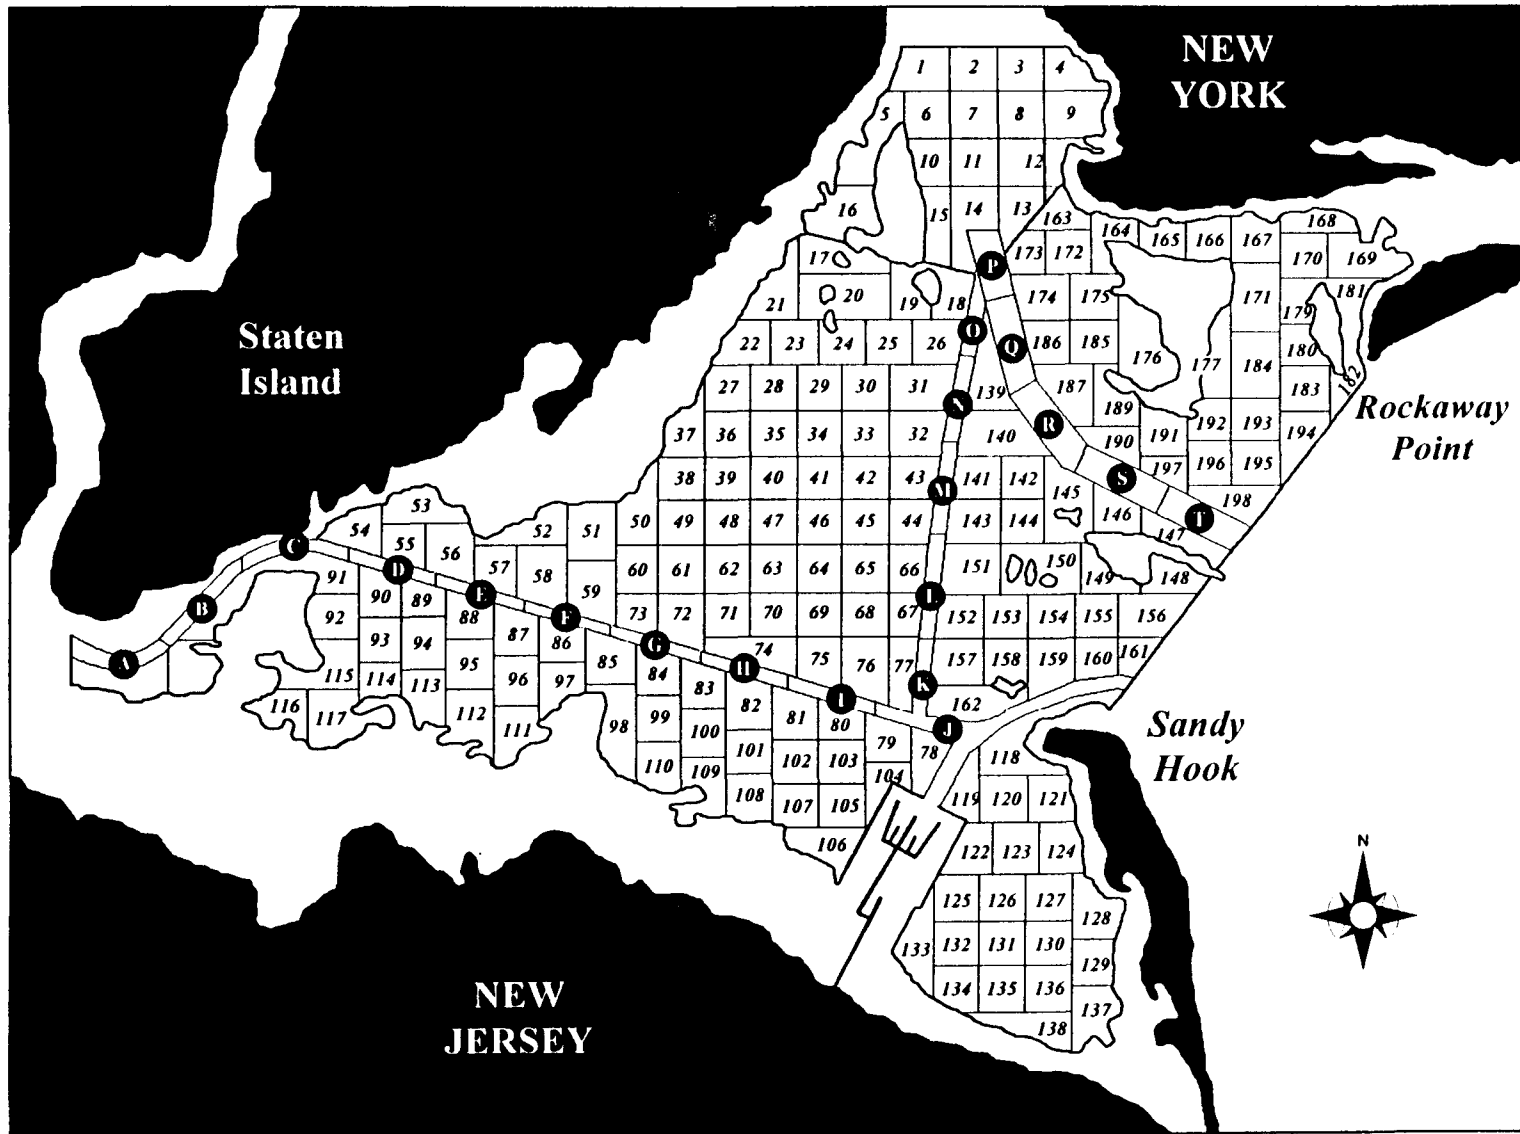 NEW
YORK
1 2 3 4
5 6 7 8 9
10 11 12
16 15 14 13 163 164 165 166 167 168
17 P 173 172 170 169
21 20 19 18 174 175 171 179 181
22 23 24 25 26 O Q 186 185 176 177 184 180
Staten
Island
27 28 29 30 31 N 139 187 189 183 182
Rockaway
Point
37 36 35 34 33 32 140 R 190 191 192 193 194
38 39 40 41 42 43 M 141 142 145 S 197 196 195
53 54 52 51 50 49 48 47 46 45 44 143 144 146 147 T 198
C 55 56 D 57 58 59 60 61 62 63 64 65 66 151 150 149 148
91 90 89 E 88
B 92 F 73 72 71 70 69 68 67 L 152 153 154 155 156
93 94 87 86 G 74 75 76 77 157 158 159 160 161
A 115 114 113 95 96 97 85 84 83 H I K 162
116 117 112 111 98 99 100 82 81 80 79 78 J
Sandy
Hook
110 109 101 102 103 104 118
108 107 105 119 120 121
106 122 123 124
N
125 126 127 128
133 132 131 130 129
134 135 136 137
138
NEW
JERSEY